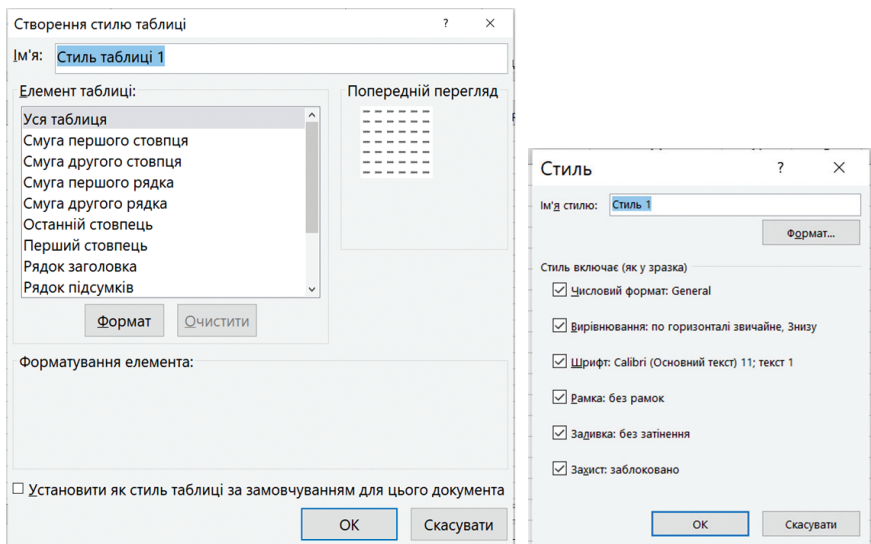 Створення стилю таблиці
Ім'я: Стиль таблиці 1
Елемент таблиці:
Уся таблиця
Смуга першого стовпця
Смуга другого стовпця
Смуга першого рядка
Смуга другого рядка
Останній стовпець
Перший стовпець
Рядок заголовка
Рядок підсумків
Попередній перегляд
Формат Очистити
Форматування елемента:
Установити як стиль таблиці за замовчуванням для цього документа
ОК Скасувати
Стиль
Ім'я стилю: Стиль 1
Формат...
Стиль включає (як у зразка)
Числовий формат: General
Вирівнювання: по горизонталі звичайне, Знизу
Шрифт: Calibri (Основний текст) 11; текст 1
Рамка: без рамок
Заливка: без затінення
Захист: заблоковано
ОК Скасувати